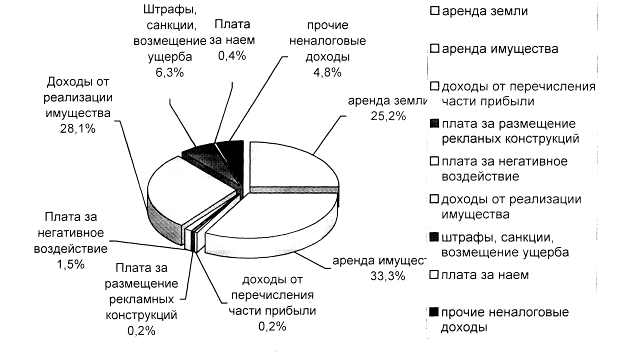 Штрафы,
санкции,
возмещение
ущерба
6,3%
Плата
за наем
0,4%
прочие
неналоговые
доходы
4,8%
аренда земли
25,2%
Доходы от
реализации
имущества
28,1%
Плата за
негативное
воздействие
1,5%
Плата за
размещение
рекламных
конструкций
0,2%
доходы от
перечисления
части прибыли
0,2%
аренда имущест
33,3%
аренда земли
аренда имущества
доходы от перечисления
части прибыли
плата за размещение
рекланых конструкций
плата за негативное
воздействие
доходы от реализации
имущества
штрафы, санкции,
возмещение ущерба
плата за наем
прочие неналоговые
доходы